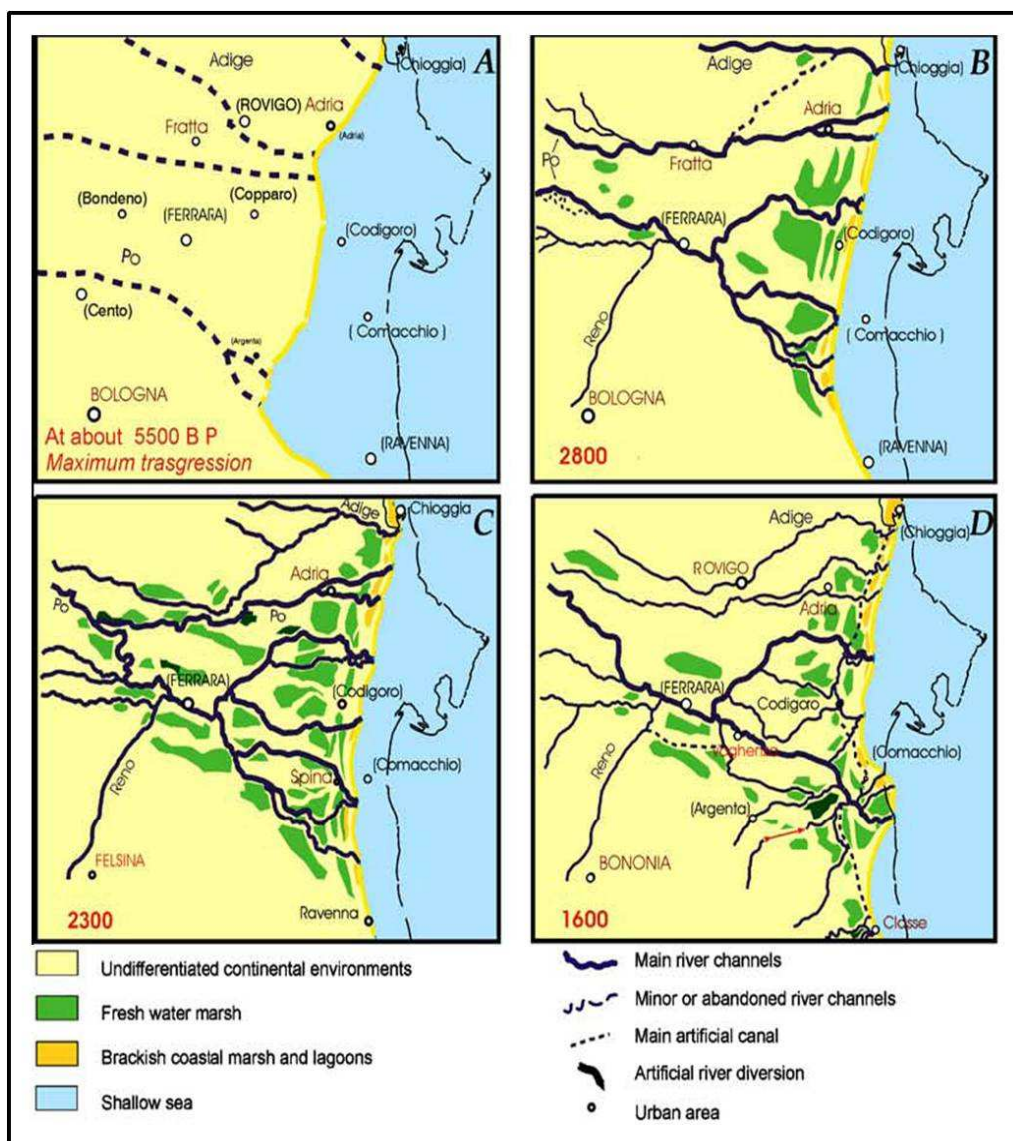 A
(Chioggia)
Adige
(ROVIGO)
Adria
(Adria)
Fratta
(Bondeno)
(Copparo)
(FERRARA)
(Codigoro)
Po
(Cento)
(Comacchio)
(Argenta)
BOLOGNA
(RAVENNA)
At about 5500 B P
Maximum trasgression
B
(Chioggia)
Adige
Adria
Po
Fratta
(FERRARA)
(Codigoro)
(Comacchio)
Reno
BOLOGNA
(RAVENNA)
2800
C
Adige
Chioggia
Adria
Po
Po
(FERRARA)
(Codigoro)
Spina
(Comacchio)
Reno
FELSINA
Ravenna
2300
D
Adige
(Chioggia)
ROVIGO
Adria
(FERRARA)
Codigoro
Voghenza
(Comacchio)
Reno
(Argenta)
BONONIA
1600
Classe
Undifferentiated continental environments
Fresh water marsh
Brackish coastal marsh and lagoons
Shallow sea
Main river channels
Minor or abandoned river channels
Main artificial canal
Artificial river diversion
Urban area